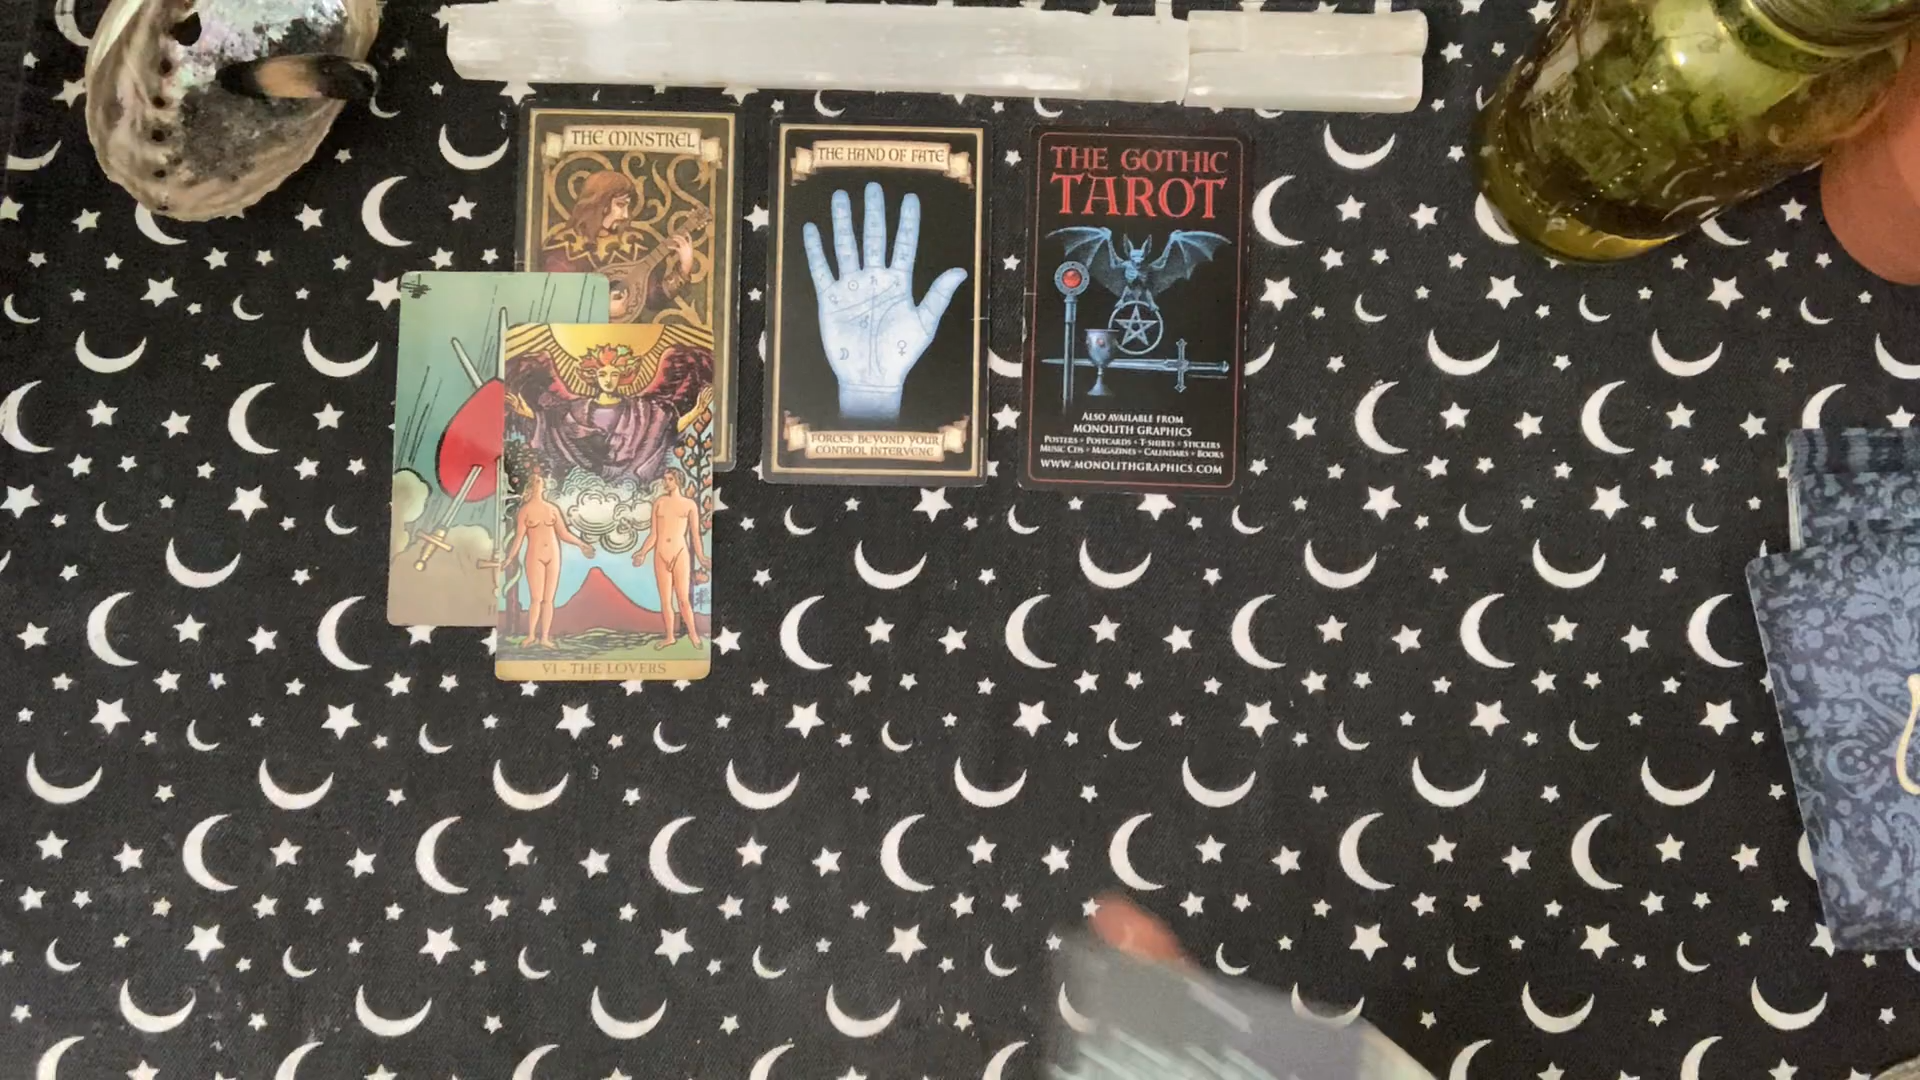 THE MINSTREL
THE HAND OF FATE
FORCES BEYOND YOUR
CONTROL INTERVENE
THE GOTHIC
TAROT
ALSO AVAILABLE FROM
MONOLITH GRAPHICS
POSTERS • POSTCARDS • T-SHIRTS • STICKERS
MUSIC CDS • MAGAZINES • CALENDARS • BOOKS
WWW.MONOLITHGRAPHICS.COM
VI - THE LOVERS